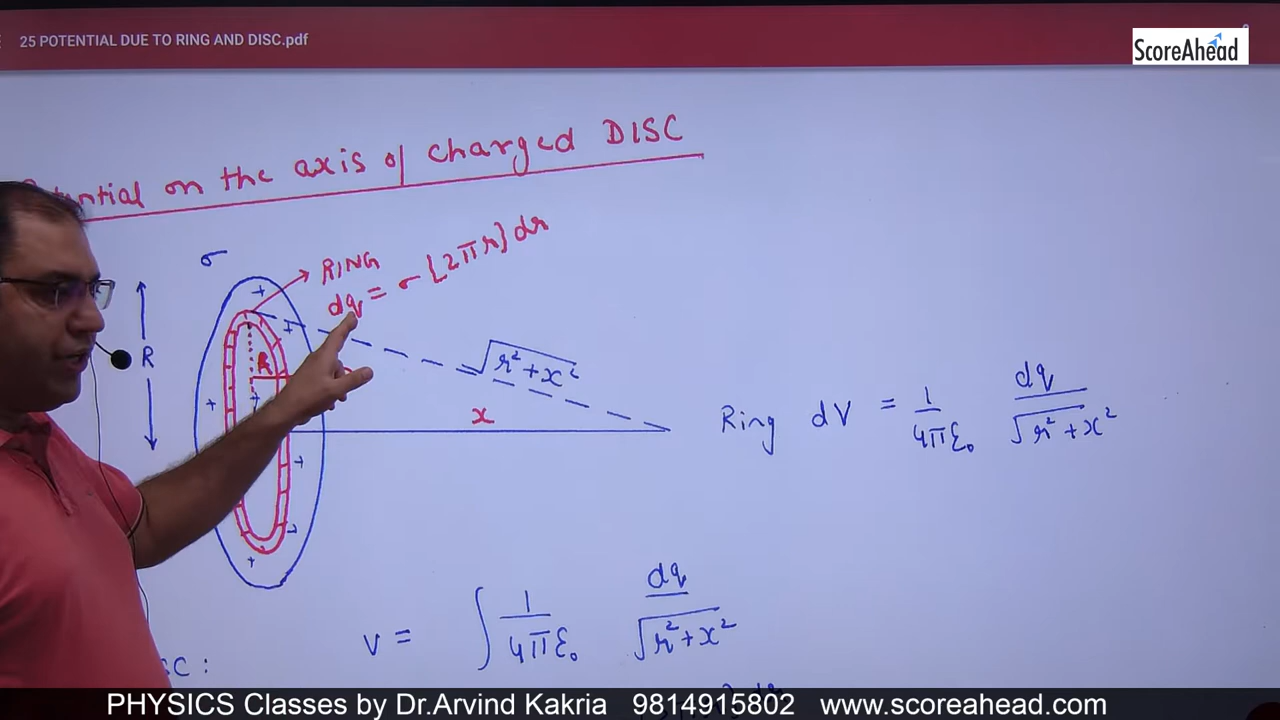 25 POTENTIAL DUE TO RING AND DISC.pdf
ScoreAhead
on the axis of charged DISC
σ
RING
dq = σ {2πr} dr
R
√r²+x²
x
Ring dV = 1/4πε₀ dq/√r²+x²
V = ∫ 1/4πε₀ dq/√r²+x²
PHYSICS Classes by Dr.Arvind Kakria 9814915802 www.scoreahead.com